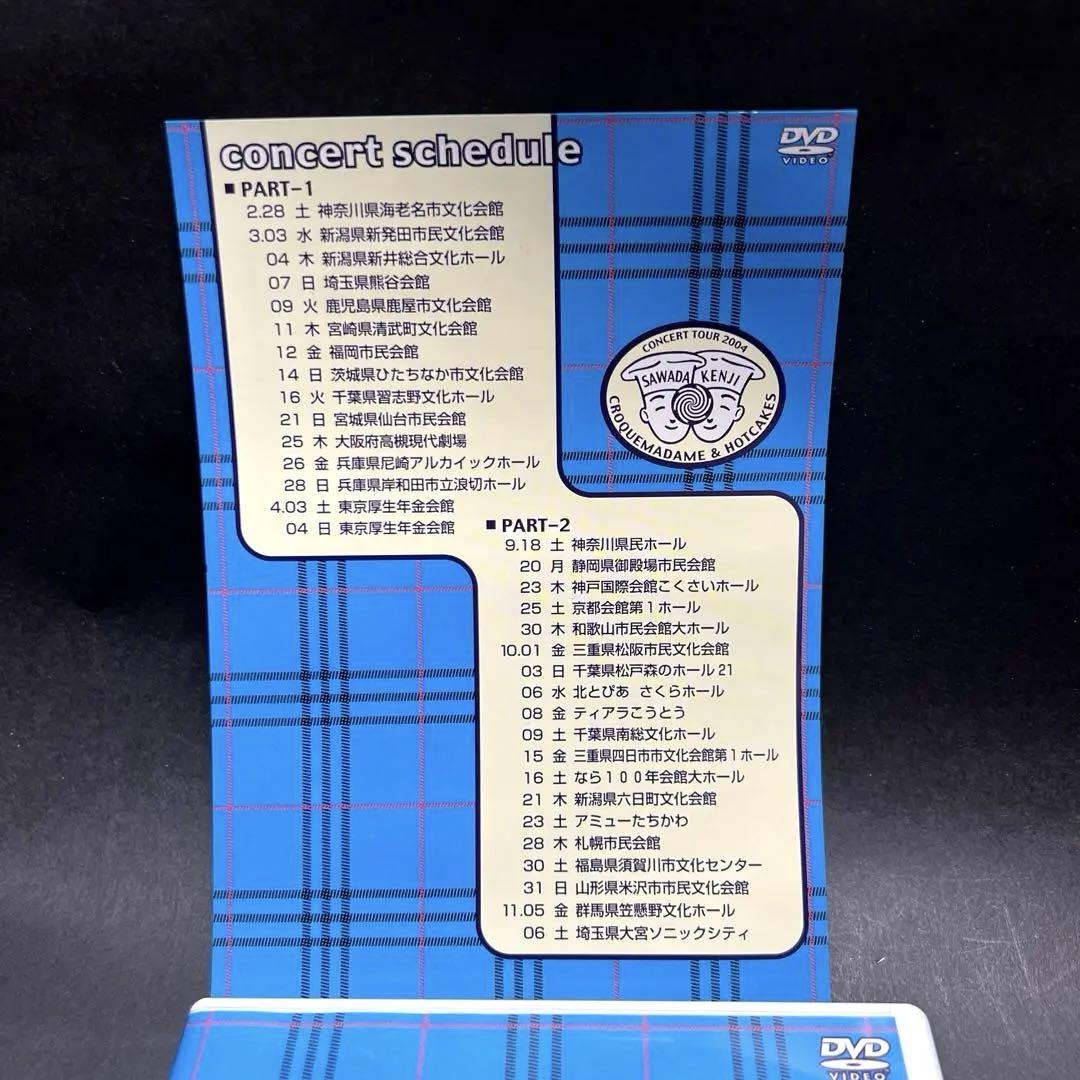 concert schedule
DVD
VIDEO
■ PART-1
2.28 土 神奈川県海老名市文化会館
3.03 水 新潟県新発田市民文化会館
04 木 新潟県新井総合文化ホール
07 日 埼玉県熊谷会館
09 火 鹿児島県鹿屋市文化会館
11 木 宮崎県清武町文化会館
12 金 福岡市民会館
14 日 茨城県ひたちなか市文化会館
16 火 千葉県習志野文化ホール
21 日 宮城県仙台市民会館
25 木 大阪府高槻現代劇場
26 金 兵庫県尼崎アルカイックホール
28 日 兵庫県岸和田市立浪切ホール
4.03 土 東京厚生年金会館
04 日 東京厚生年金会館
CONCERT TOUR 2004
SAWADA KENJI
CROQUEMADAME & HOTCAKES
■ PART-2
9.18 土 神奈川県民ホール
20 月 静岡県御殿場市民会館
23 木 神戸国際会館こくさいホール
25 土 京都会館第1ホール
30 木 和歌山市民会館大ホール
10.01 金 三重県松阪市民文化会館
03 日 千葉県松戸森のホール21
06 水 北とぴあ さくらホール
08 金 ティアラこうとう
09 土 千葉県南総文化ホール
15 金 三重県四日市市文化会館第1ホール
16 土 なら１００年会館大ホール
21 木 新潟県六日町文化会館
23 土 アミューたちかわ
28 木 札幌市民会館
30 土 福島県須賀川市文化センター
31 日 山形県米沢市市民文化会館
11.05 金 群馬県笠懸野文化ホール
06 土 埼玉県大宮ソニックシティ
DVD
VIDEO